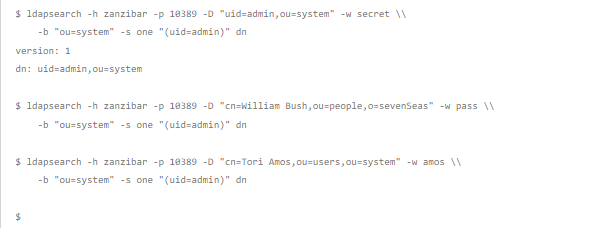 $ ldapsearch -h zanzibar -p 10389 -D "uid=admin,ou=system" -w secret \\
-b "ou=system" -s one "(uid=admin)" dn
version: 1
dn: uid=admin,ou=system
$ ldapsearch -h zanzibar -p 10389 -D "cn=William Bush,ou=people,o=sevenSeas" -w pass \\
-b "ou=system" -s one "(uid=admin)" dn
$ ldapsearch -h zanzibar -p 10389 -D "cn=Tori Amos,ou=users,ou=system" -w amos \\
-b "ou=system" -s one "(uid=admin)" dn
$